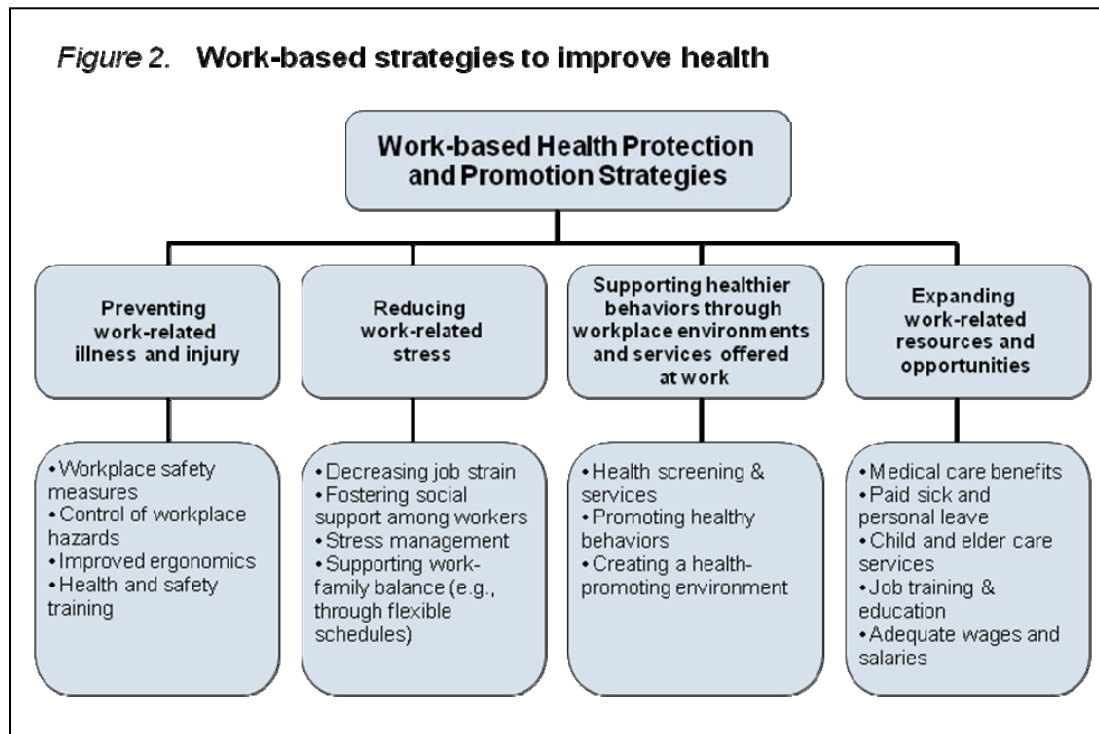 Figure 2. Work-based strategies to improve health
Work-based Health Protection
and Promotion Strategies
Preventing
work-related
illness and injury
Reducing
work-related
stress
Supporting healthier
behaviors through
workplace environments
and services offered
at work
Expanding
work-related
resources and
opportunities
•Workplace safety
measures
•Control of workplace
hazards
•Improved ergonomics
•Health and safety
training
•Decreasing job strain
•Fostering social
support among workers
•Stress management
•Supporting work-
family balance (e.g.,
through flexible
schedules)
•Health screening &
services
•Promoting healthy
behaviors
•Creating a health-
promoting environment
•Medical care benefits
•Paid sick and
personal leave
•Child and elder care
services
•Job training &
education
•Adequate wages and
salaries